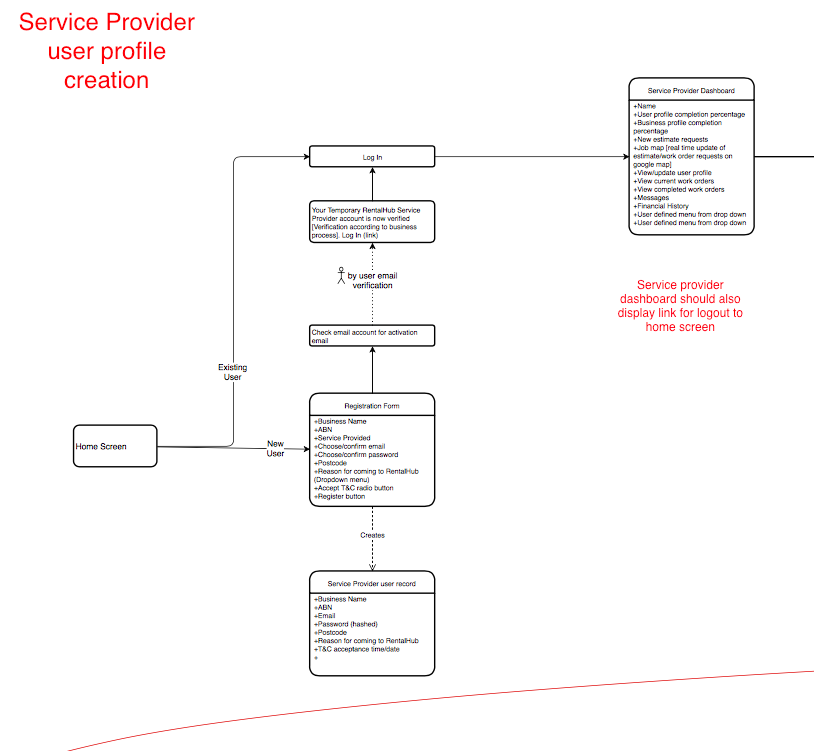 Service Provider
user profile
creation
Service Provider Dashboard
+Name
+User profile completion percentage
+Business profile completion
percentage
+New estimate requests
+Job map [real time update of
estimate/work order requests on
google map]
+View/update user profile
+View current work orders
+View completed work orders
+Messages
+Financial History
+User defined menu from drop down
+User defined menu from drop down
Log In
Your Temporary RentalHub Service
Provider account is now verified
[Verification according to business
process]. Log In (link)
by user email
verification
Service provider
dashboard should also
display link for logout to
home screen
Check email account for activation
email
Existing
User
Registration Form
+Business Name
+ABN
+Service Provided
+Choose/confirm email
+Choose/confirm password
+Postcode
+Reason for coming to RentalHub
(Dropdown menu)
+Accept T&C radio button
+Register button
Home Screen
New
User
Creates
Service Provider user record
+Business Name
+ABN
+Email
+Password (hashed)
+Postcode
+Reason for coming to RentalHub
+T&C acceptance time/date
+